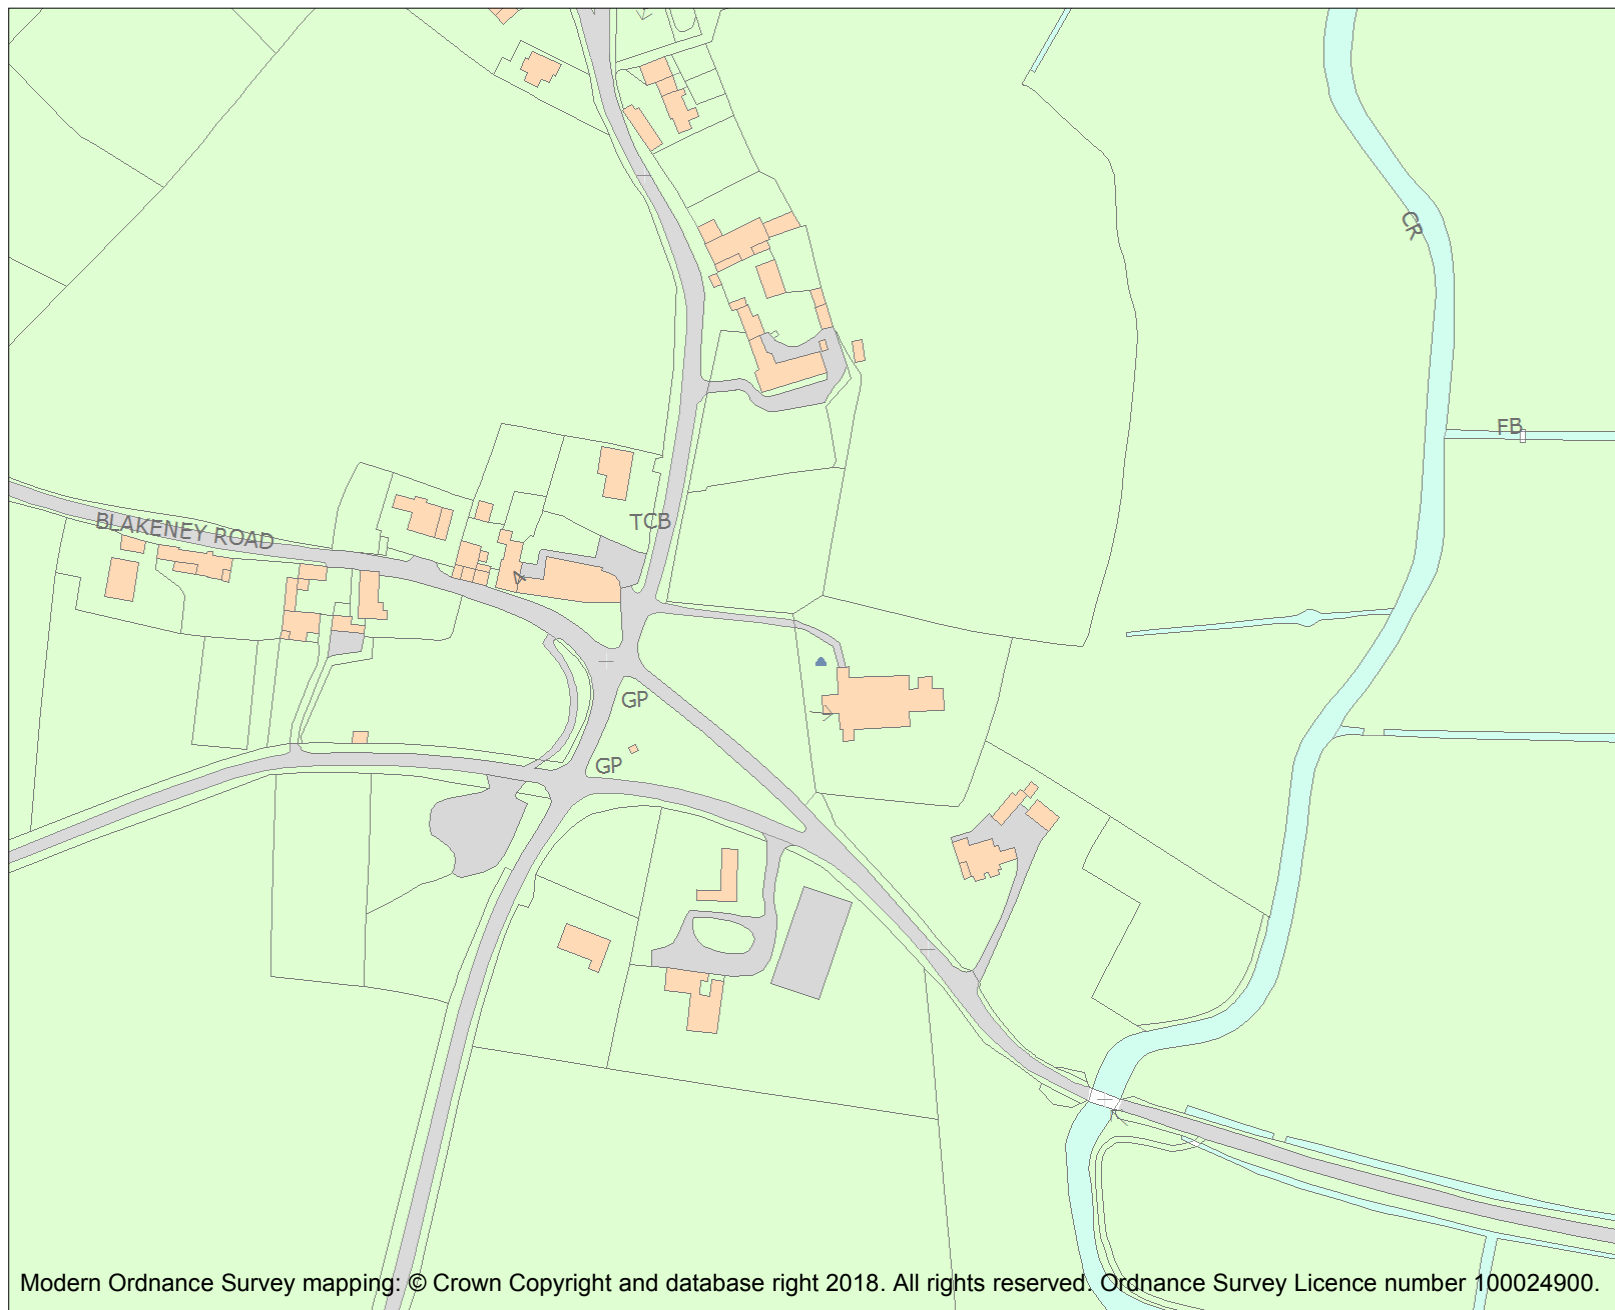 CR
FB
BLAKENEY ROAD
TCB
4
GP
GP
Modern Ordnance Survey mapping: © Crown Copyright and database right 2018. All rights reserved. Ordnance Survey Licence number 100024900.